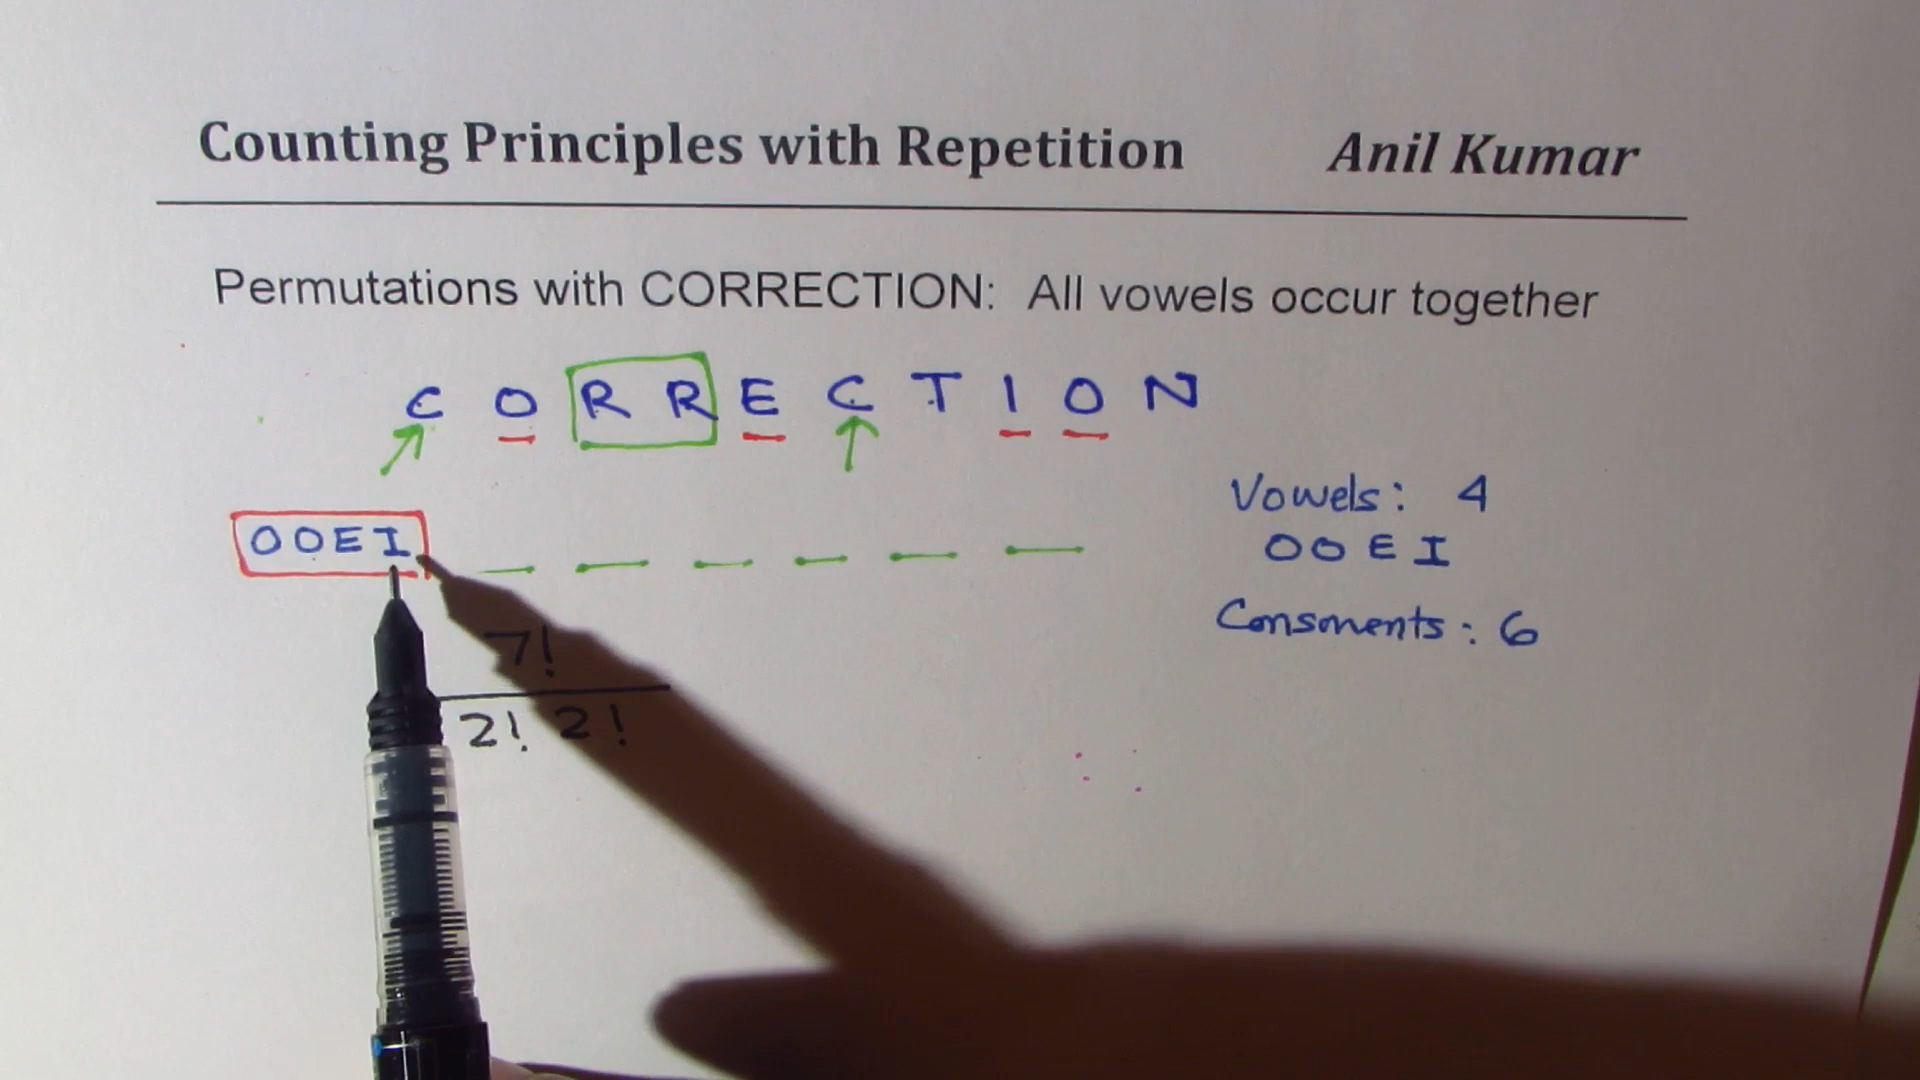 Counting Principles with Repetition Anil Kumar
Permutations with CORRECTION: All vowels occur together
C O R R E C T I O N
Vowels: 4
OOEI
OOEI
Consonents: 6
7!
2! 2!